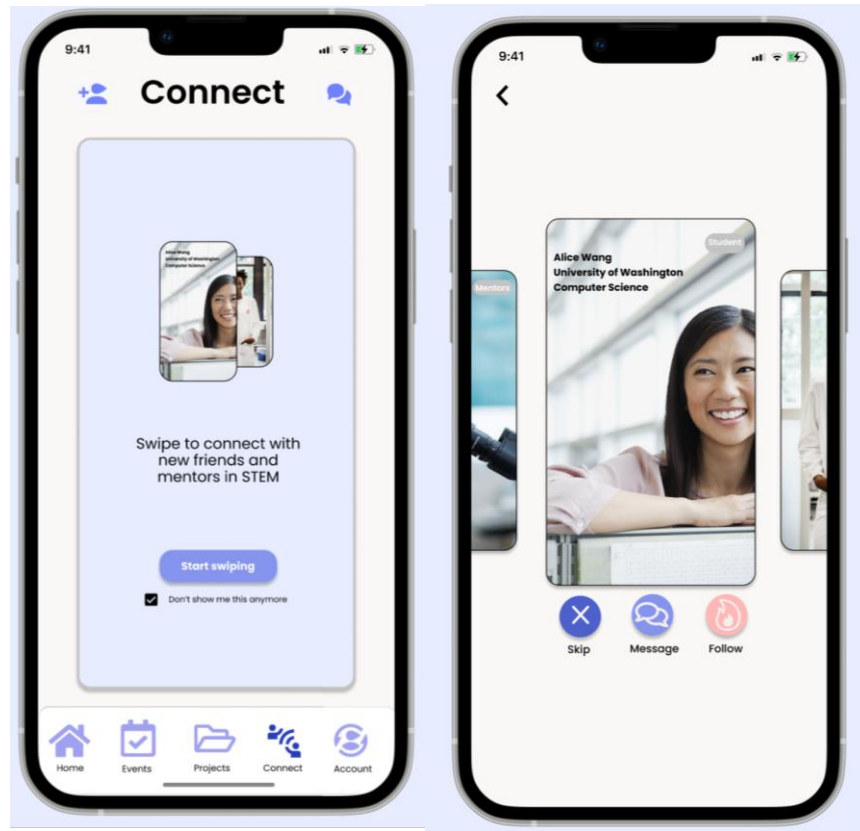 9:41
Connect
Alice Wang
University of Washington
Computer Science
Swipe to connect with
new friends and
mentors in STEM
Start swiping
Don't show me this anymore
Home
Events
Projects
Connect
Account
9:41
Mentors
Student
Alice Wang
University of Washington
Computer Science
Skip
Message
Follow